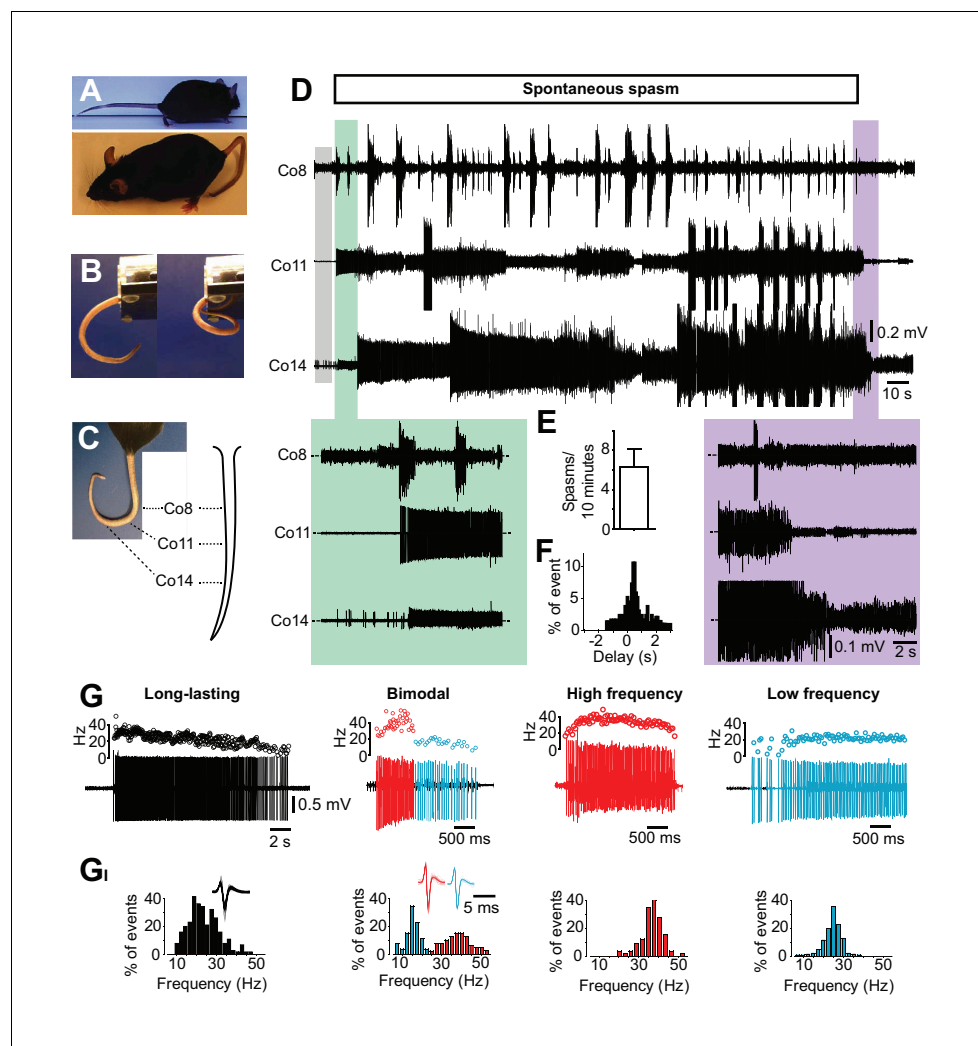 A
D
Spontaneous spasm
Co8
Co11
Co14
0.2 mV
10 s
B
C
Co8
Co11
Co14
Co8
Co11
Co14
E
Spasms/
10 minutes
8
4
0
F
% of event
10
5
0
-2 0 2
Delay (s)
0.1 mV
2 s
G
Long-lasting
Bimodal
High frequency
Low frequency
Hz
40
20
0
0.5 mV
2 s
Hz
40
20
0
500 ms
Hz
40
20
0
500 ms
Hz
40
20
0
500 ms
GI
% of events
40
20
0
10 30 50
Frequency (Hz)
% of events
40
20
0
5 ms
10 30 50
Frequency (Hz)
% of events
40
20
0
10 30 50
Frequency (Hz)
% of events
40
20
0
10 30 50
Frequency (Hz)